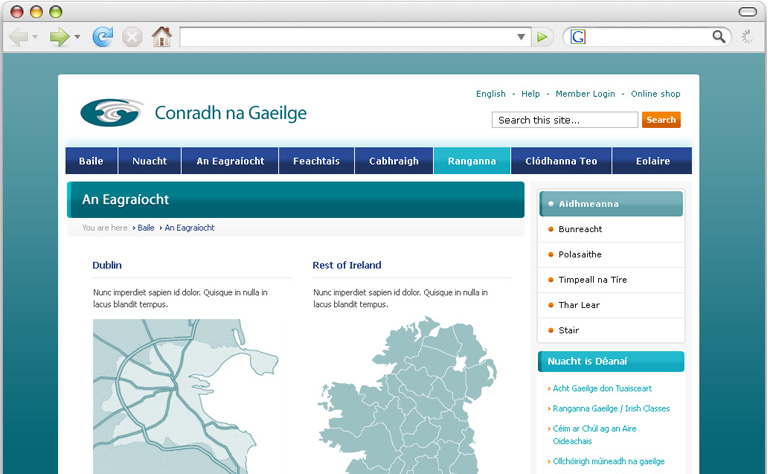 G
English - Help - Member Login - Online shop
Conradh na Gaeilge
Search this site... Search
Baile Nuacht An Eagraíocht Feachtais Cabhraigh Ranganna Clódhanna Teo Eolaire
An Eagraíocht
You are here Baile An Eagraíocht
Dublin
Nunc imperdiet sapien id dolor. Quisque in nulla in
lacus blandit tempus.
Rest of Ireland
Nunc imperdiet sapien id dolor. Quisque in nulla in
lacus blandit tempus.
Aidhmeanna
Bunreacht
Polasaithe
Timpeall na Tíre
Thar Lear
Stair
Nuacht is Déanaí
Acht Gaeilge don Tuaisceart
Ranganna Gaeilge / Irish Classes
Céim ar Chúl ag an Aire
Oideachais
Ollchóirigh múineadh na gaeilge